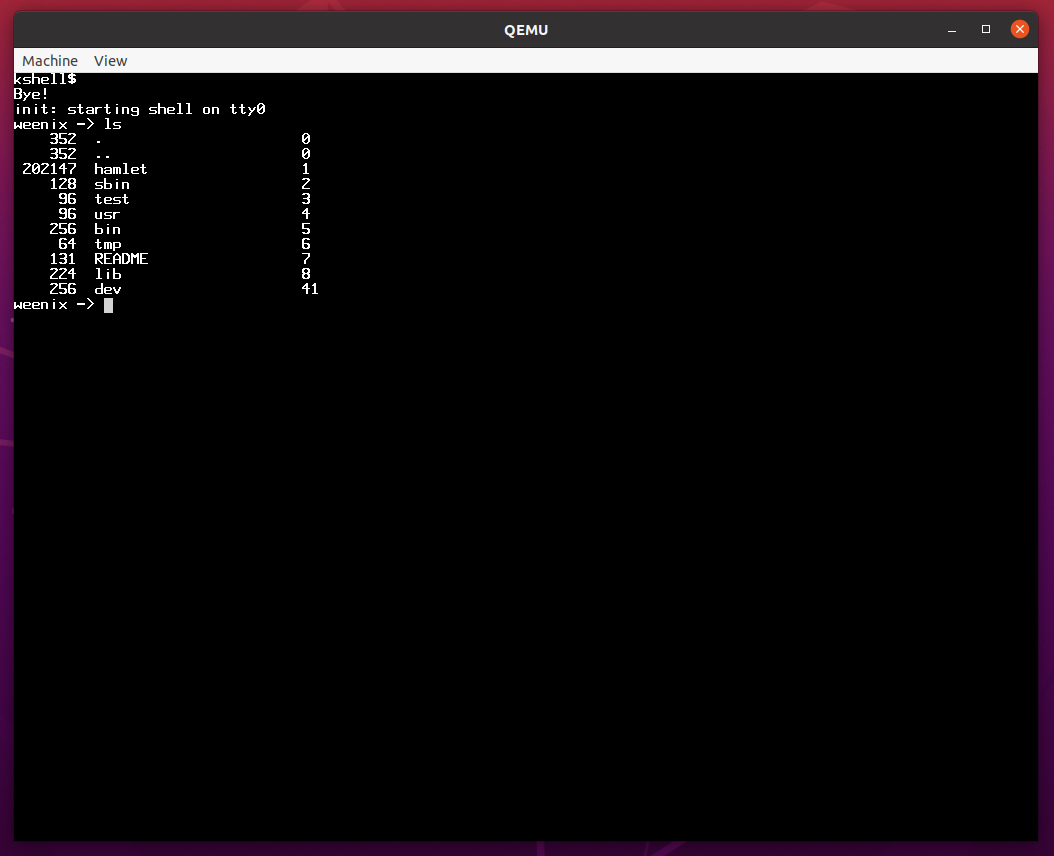 QEMU
Machine View
kshell$
Bye!
init: starting shell on tty0
weenix -> ls
352 . 0
352 .. 0
202147 hamlet 1
128 sbin 2
96 test 3
96 usr 4
256 bin 5
64 tmp 6
131 README 7
224 lib 8
256 dev 41
weenix ->